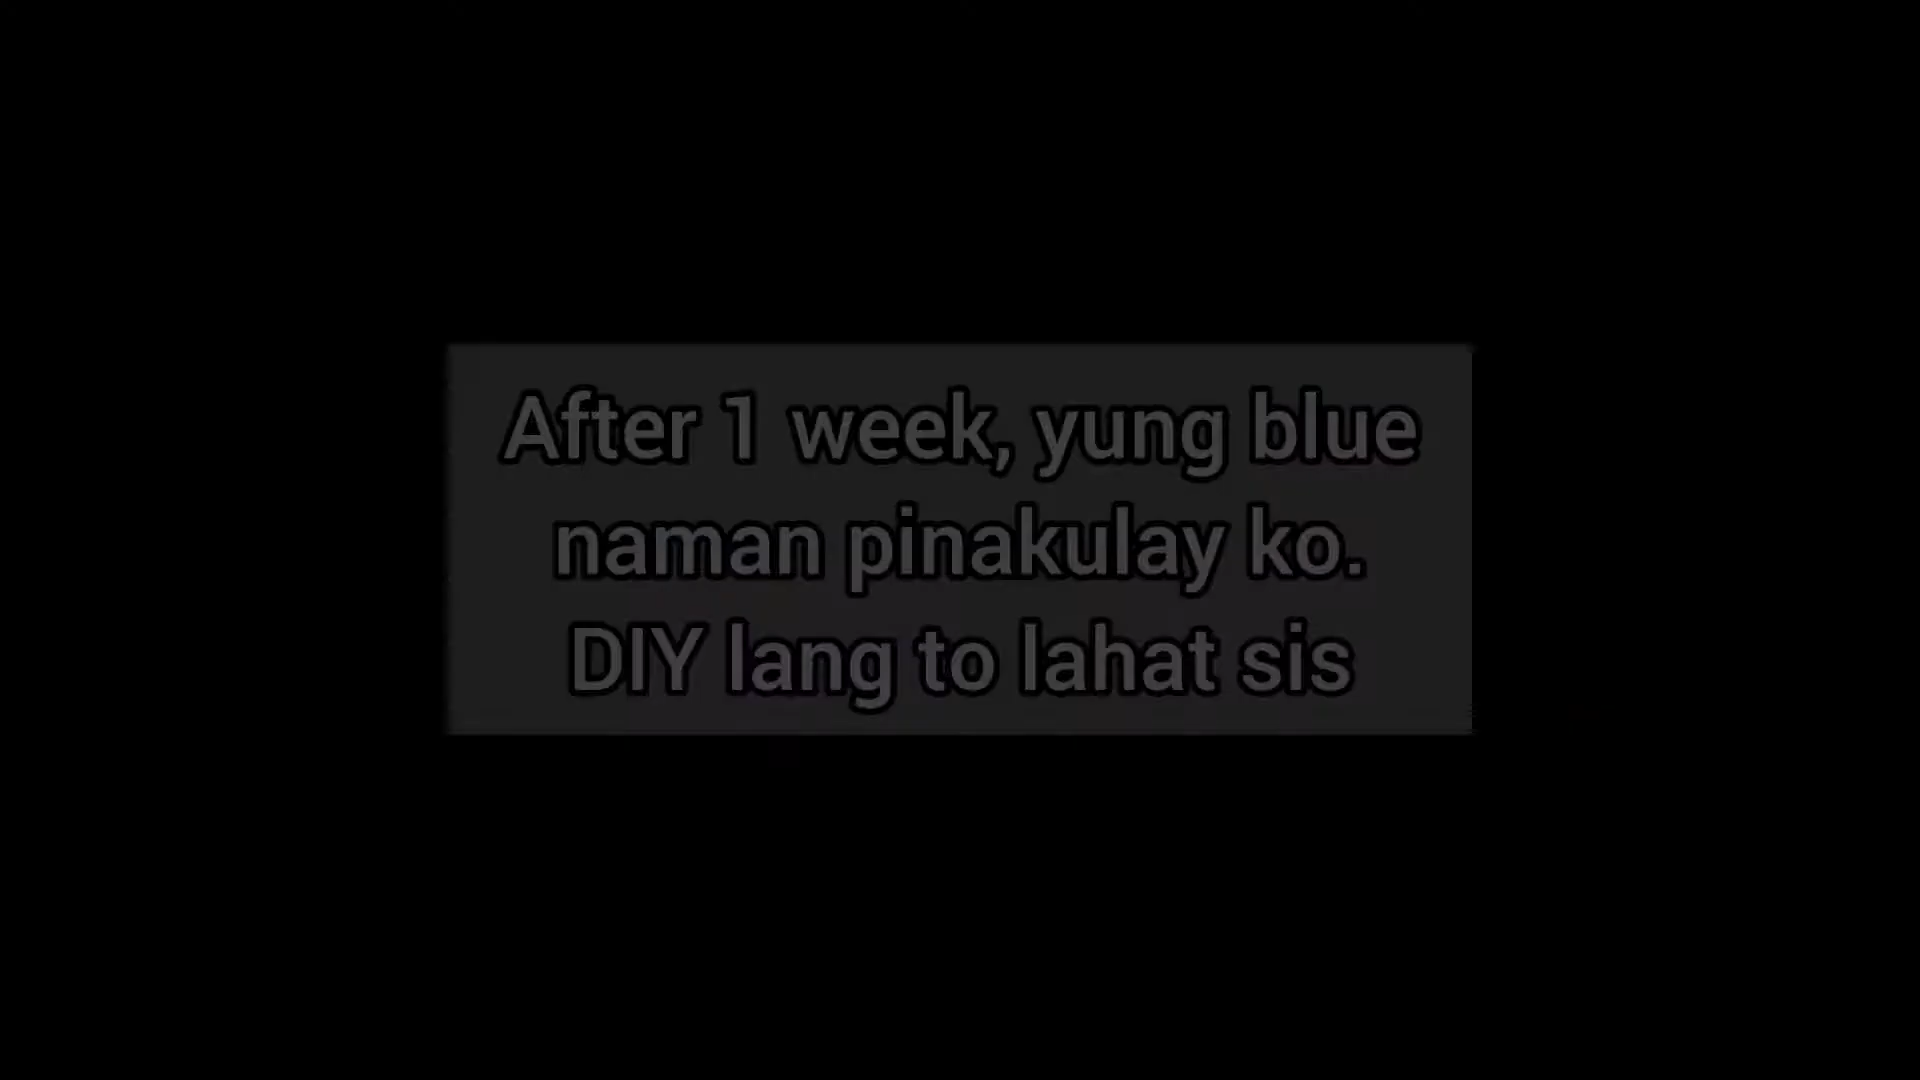 After 1 week, yung blue
naman pinakulay ko.
DIY lang to lahat sis